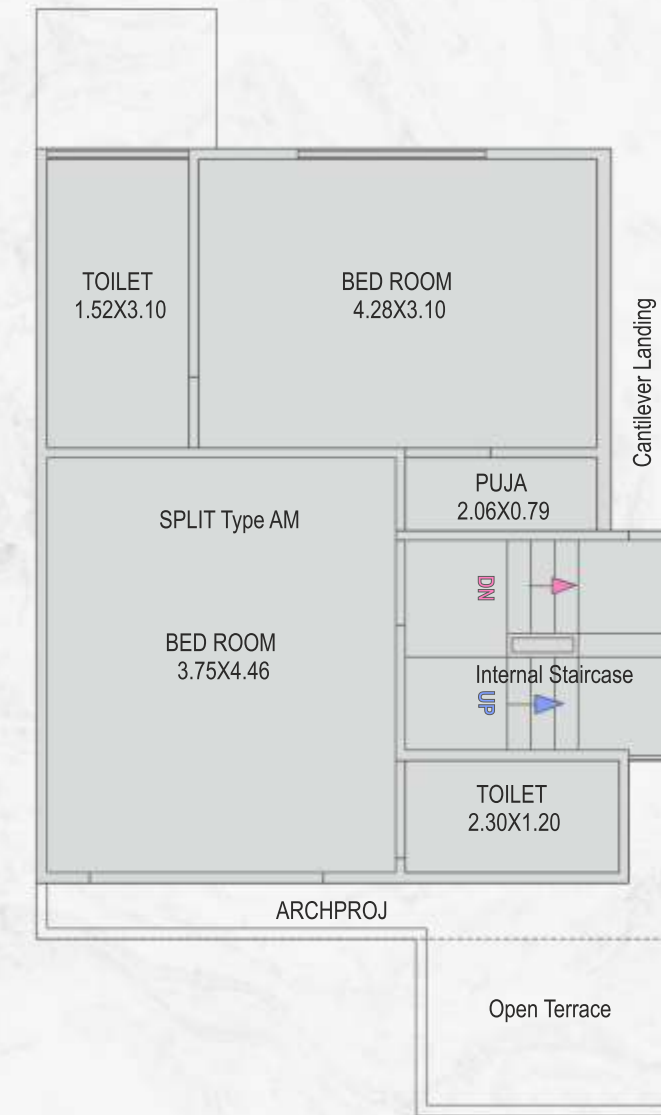 TOILET
1.52X3.10
BED ROOM
4.28X3.10
Cantilever Landing
PUJA
2.06X0.79
SPLIT Type AM
DN
BED ROOM
3.75X4.46
Internal Staircase
UP
TOILET
2.30X1.20
ARCHPROJ
Open Terrace